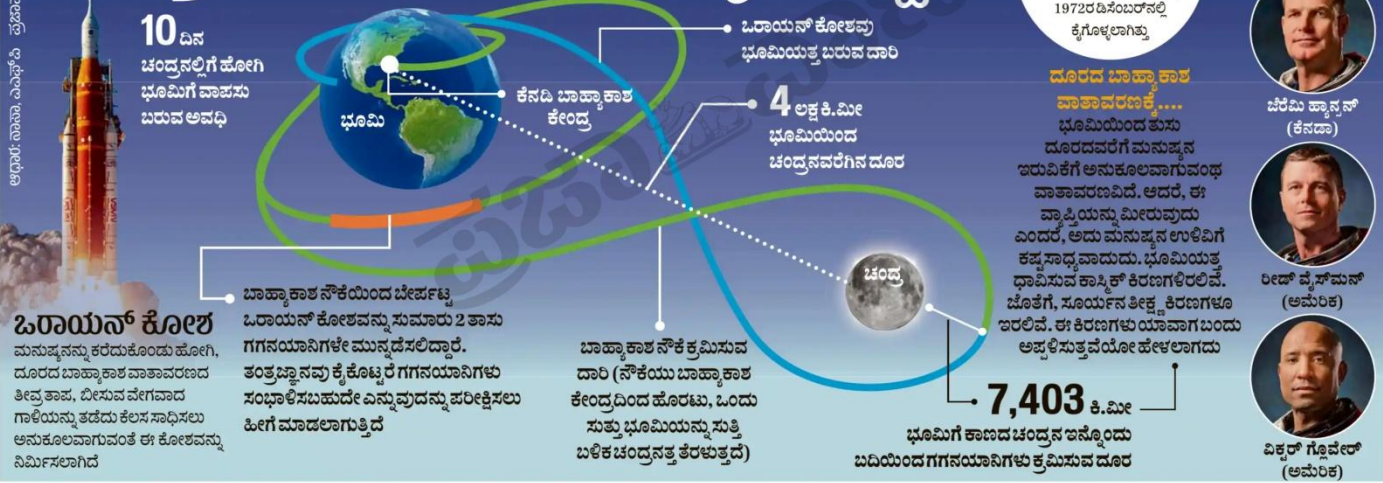 ಆಧಾರ: ನಾಸಾ, ಎಎಫ್‌ಪಿ
10 ದಿನ
ಚಂದ್ರನಲ್ಲಿಗೆ ಹೋಗಿ
ಭೂಮಿಗೆ ವಾಪಸು
ಬರುವ ಅವಧಿ
ಭೂಮಿ
ಕೆನಡಿ ಬಾಹ್ಯಾಕಾಶ
ಕೇಂದ್ರ
ಒರಾಯನ್ ಕೋಶವು
ಭೂಮಿಯತ್ತ ಬರುವ ದಾರಿ
4 ಲಕ್ಷ ಕಿ.ಮೀ
ಭೂಮಿಯಿಂದ
ಚಂದ್ರನವರೆಗಿನ ದೂರ
ಚಂದ್ರ
ಒರಾಯನ್ ಕೋಶ
ಮನುಷ್ಯನನ್ನು ಕರೆದುಕೊಂಡು ಹೋಗಿ,
ದೂರದ ಬಾಹ್ಯಾಕಾಶ ವಾತಾವರಣದ
ತೀವ್ರ ತಾಪ, ಬೀಸುವ ವೇಗವಾದ
ಗಾಳಿಯನ್ನು ತಡೆದು ಕೆಲಸ ಸಾಧಿಸಲು
ಅನುಕೂಲವಾಗುವಂತೆ ಈ ಕೋಶವನ್ನು
ನಿರ್ಮಿಸಲಾಗಿದೆ
ಬಾಹ್ಯಾಕಾಶ ನೌಕೆಯಿಂದ ಬೇರ್ಪಟ್ಟ
ಒರಾಯನ್ ಕೋಶವನ್ನು ಸುಮಾರು 2 ತಾಸು
ಗಗನಯಾನಿಗಳೇ ಮುನ್ನಡೆಸಲಿದ್ದಾರೆ.
ತಂತ್ರಜ್ಞಾನವು ಕೈಕೊಟ್ಟರೆ ಗಗನಯಾನಿಗಳು
ಸಂಭಾಳಿಸಬಹುದೇ ಎನ್ನುವುದನ್ನು ಪರೀಕ್ಷಿಸಲು
ಹೀಗೆ ಮಾಡಲಾಗುತ್ತಿದೆ
ಬಾಹ್ಯಾಕಾಶ ನೌಕೆ ಕ್ರಮಿಸುವ
ದಾರಿ (ನೌಕೆಯು ಬಾಹ್ಯಾಕಾಶ
ಕೇಂದ್ರದಿಂದ ಹೊರಟು, ಒಂದು
ಸುತ್ತು ಭೂಮಿಯನ್ನು ಸುತ್ತಿ
ಬಳಿಕ ಚಂದ್ರನತ್ತ ತೆರಳುತ್ತದೆ)
7,403 ಕಿ.ಮೀ
ಭೂಮಿಗೆ ಕಾಣದ ಚಂದ್ರನ ಇನ್ನೊಂದು
ಬದಿಯಿಂದ ಗಗನಯಾನಿಗಳು ಕ್ರಮಿಸುವ ದೂರ
1972ರ ಡಿಸೆಂಬರ್‌ನಲ್ಲಿ
ಕೈಗೊಳ್ಳಲಾಗಿತ್ತು
ದೂರದ ಬಾಹ್ಯಾಕಾಶ
ವಾತಾವರಣಕ್ಕೆ.....
ಭೂಮಿಯಿಂದ ತುಸು
ದೂರದವರೆಗೆ ಮನುಷ್ಯನ
ಇರುವಿಕೆಗೆ ಅನುಕೂಲವಾಗುವಂಥ
ವಾತಾವರಣವಿದೆ. ಆದರೆ, ಈ
ವ್ಯಾಪ್ತಿಯನ್ನು ಮೀರುವುದು
ಎಂದರೆ, ಅದು ಮನುಷ್ಯನ ಉಳಿವಿಗೆ
ಕಷ್ಟಸಾಧ್ಯವಾದುದು. ಭೂಮಿಯತ್ತ
ಧಾವಿಸುವ ಕಾಸ್ಮಿಕ್ ಕಿರಣಗಳಿರಲಿವೆ.
ಜೊತೆಗೆ, ಸೂರ್ಯನ ತೀಕ್ಷ್ಣ ಕಿರಣಗಳೂ
ಇರಲಿವೆ. ಈ ಕಿರಣಗಳು ಯಾವಾಗ ಬಂದು
ಅಪ್ಪಳಿಸುತ್ತವೆಯೋ ಹೇಳಲಾಗದು
ಜೆರೆಮಿ ಹ್ಯಾನ್ಸನ್
(ಕೆನಡಾ)
ರೀಡ್ ವೈಸ್‌ಮನ್
(ಅಮೆರಿಕ)
ವಿಕ್ಟರ್ ಗ್ಲೊವೇರ್
(ಅಮೆರಿಕ)